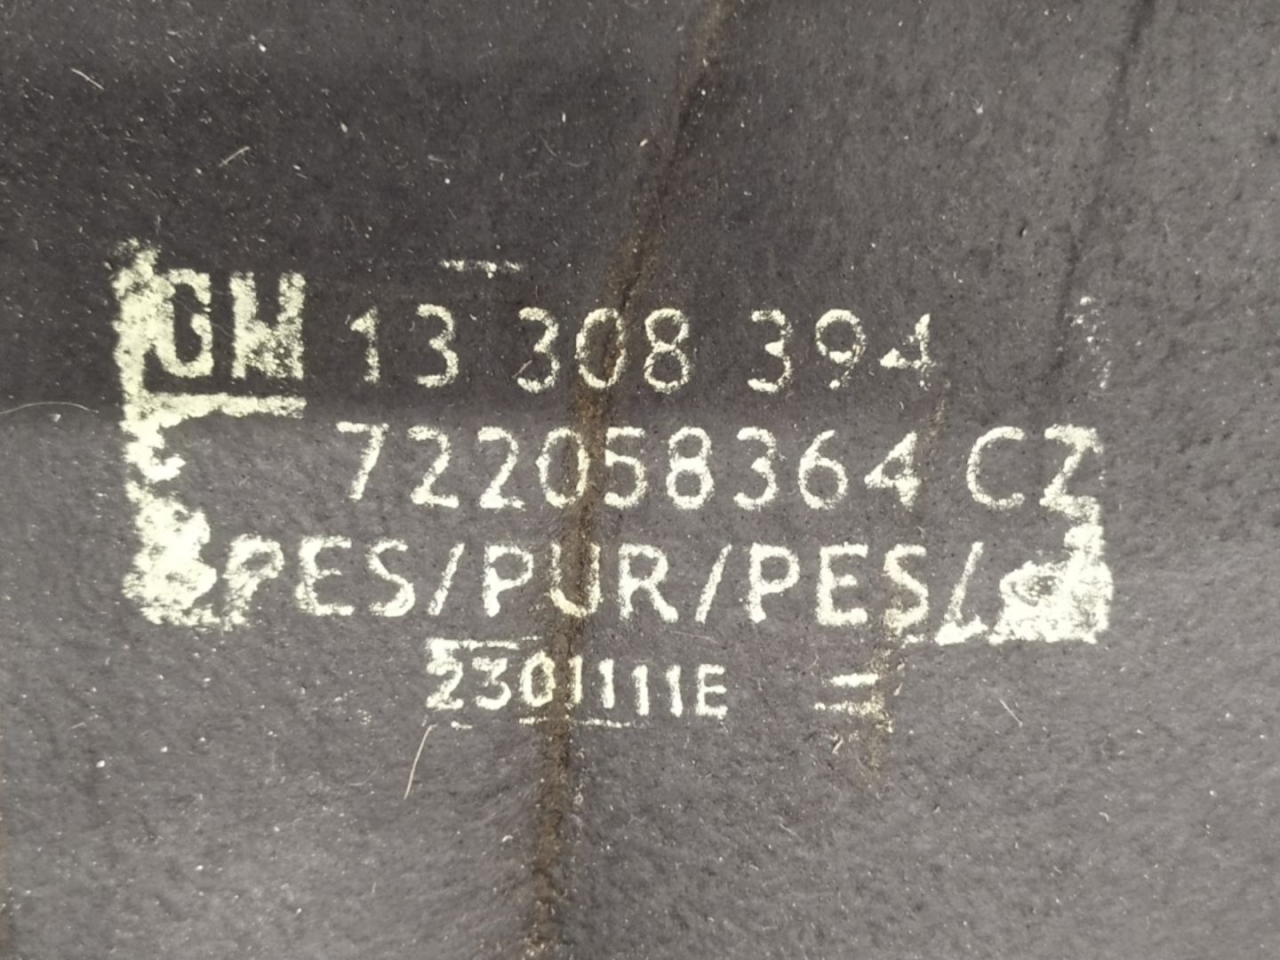 GM 13 308 394
722058364 CZ
PES/PUR/PES/
2301111E